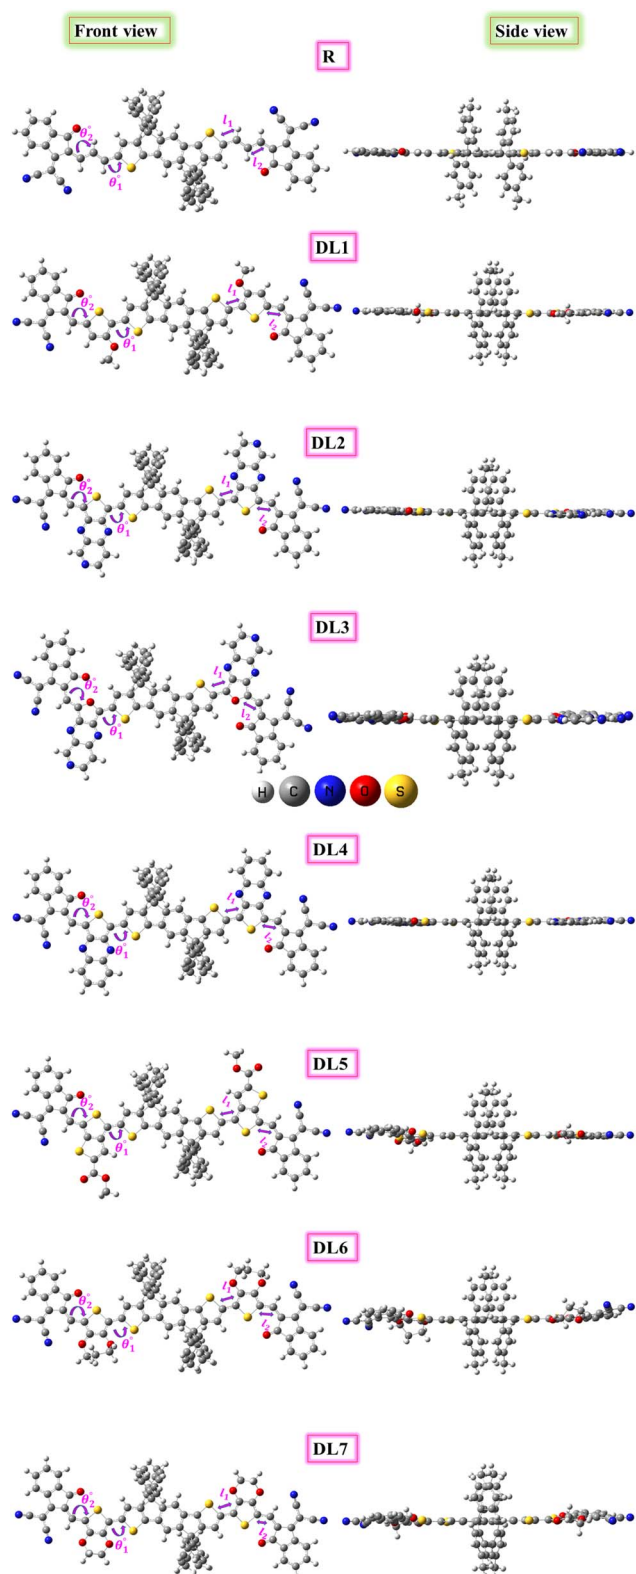 Front view
Side view
R
θ₂°
θ₁°
l₁
l₂
DL1
θ₂°
θ₁°
l₁
l₂
DL2
θ₂°
θ₁°
l₁
l₂
DL3
θ₂°
θ₁°
l₁
l₂
H C N O S
DL4
θ₂°
θ₁°
l₁
l₂
DL5
θ₂°
θ₁°
l₁
l₂
DL6
θ₂°
θ₁°
l₁
l₂
DL7
θ₂°
θ₁°
l₁
l₂